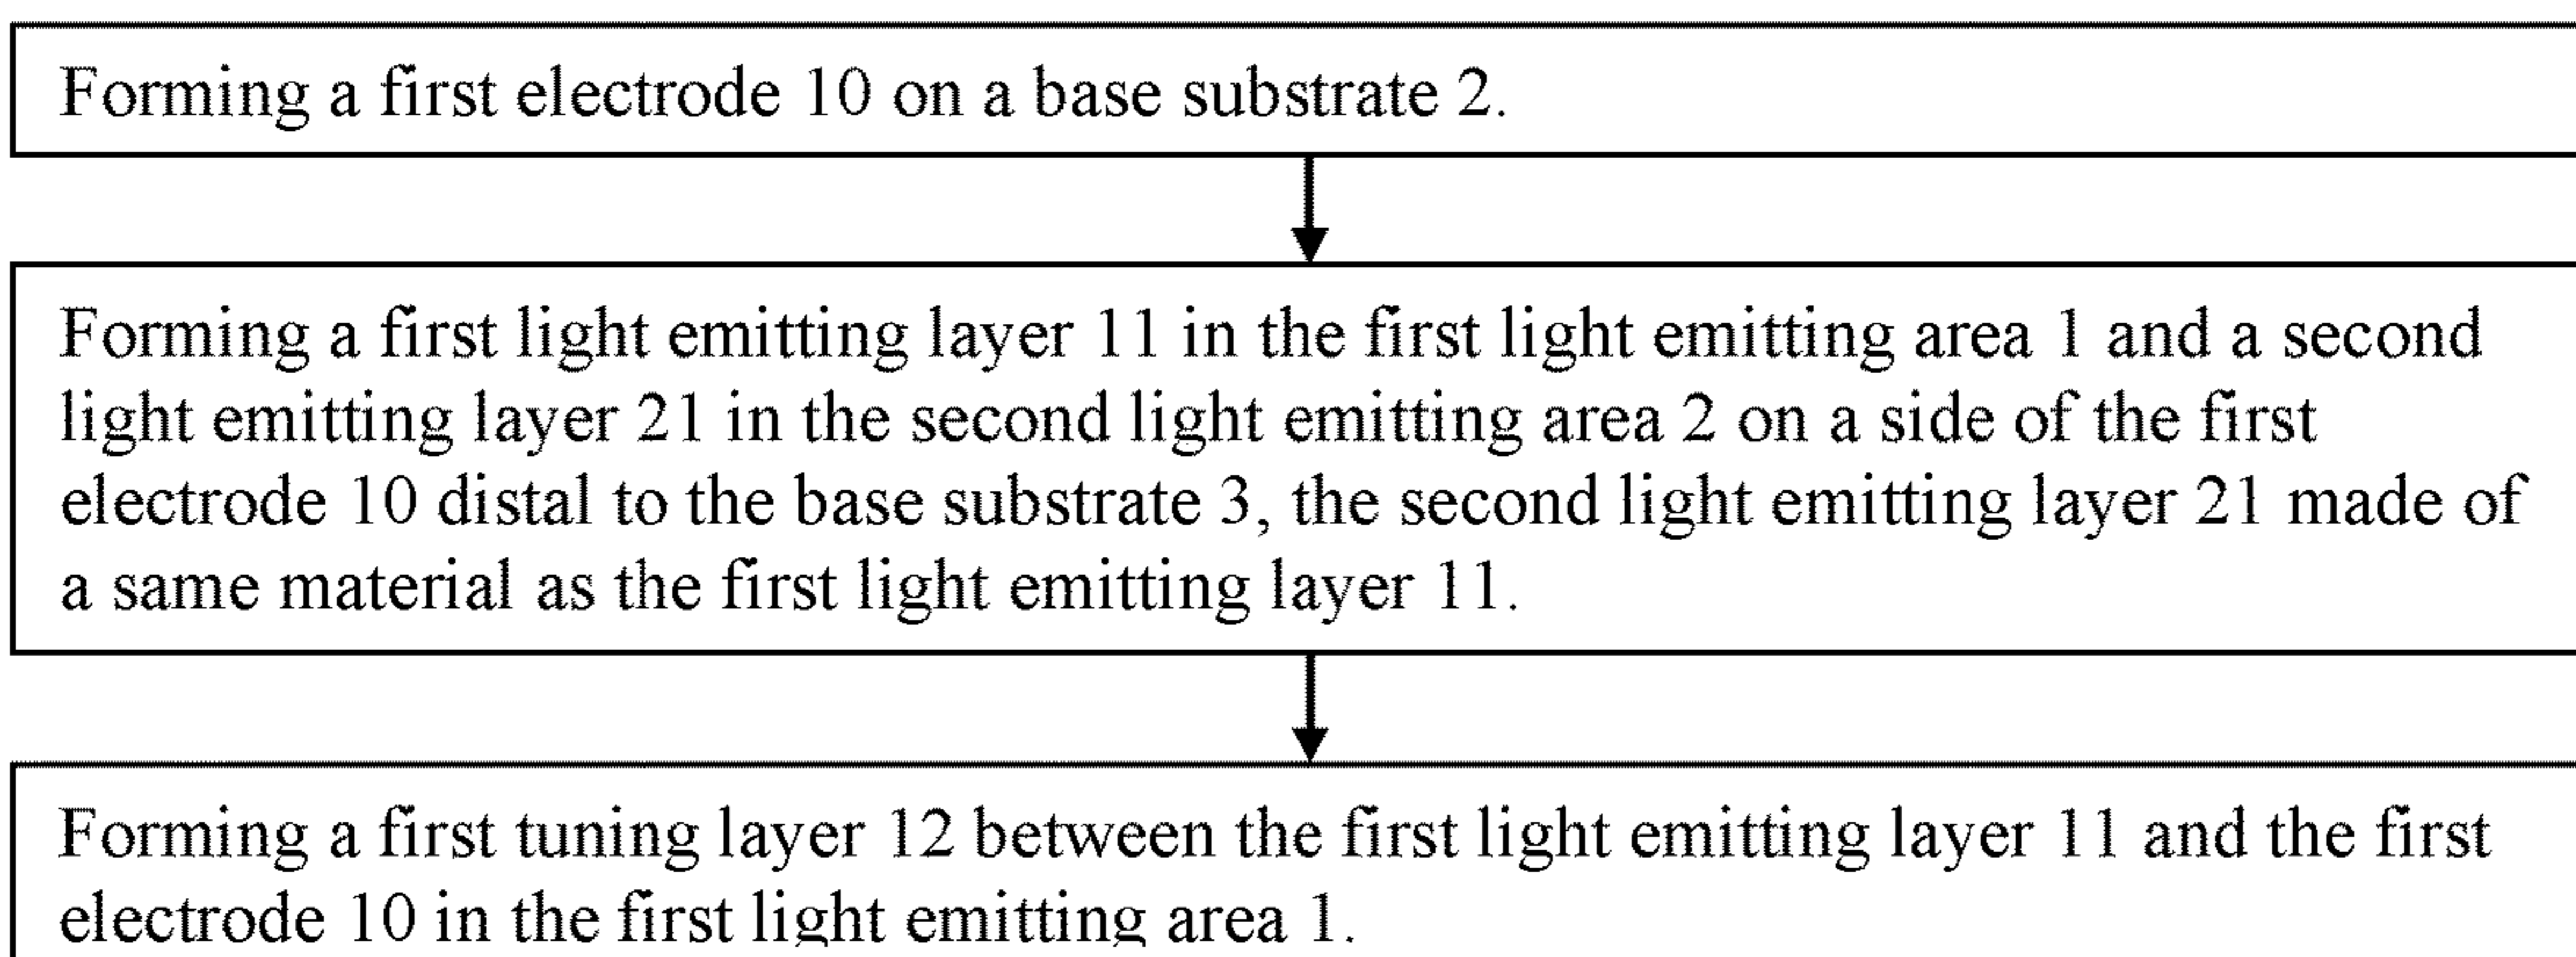 Forming a first electrode 10 on a base substrate 2.
Forming a first light emitting layer 11 in the first light emitting area 1 and a second
light emitting layer 21 in the second light emitting area 2 on a side of the first
electrode 10 distal to the base substrate 3, the second light emitting layer 21 made of
a same material as the first light emitting layer 11.
Forming a first tuning layer 12 between the first light emitting layer 11 and the first
electrode 10 in the first light emitting area 1.